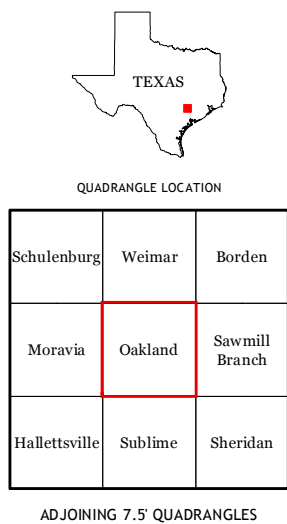 TEXAS
QUADRANGLE LOCATION
Schulenburg Weimar Borden
Moravia Oakland Sawmill
Branch
Hallettsville Sublime Sheridan
ADJOINING 7.5' QUADRANGLES